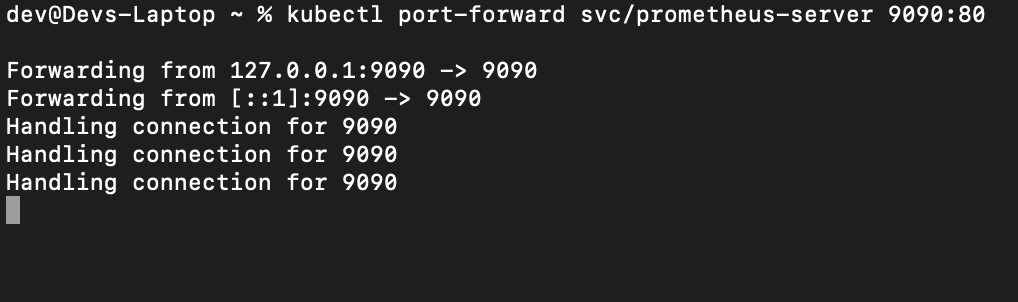 dev@Devs-Laptop ~ % kubectl port-forward svc/prometheus-server 9090:80
Forwarding from 127.0.0.1:9090 -> 9090
Forwarding from [::1]:9090 -> 9090
Handling connection for 9090
Handling connection for 9090
Handling connection for 9090